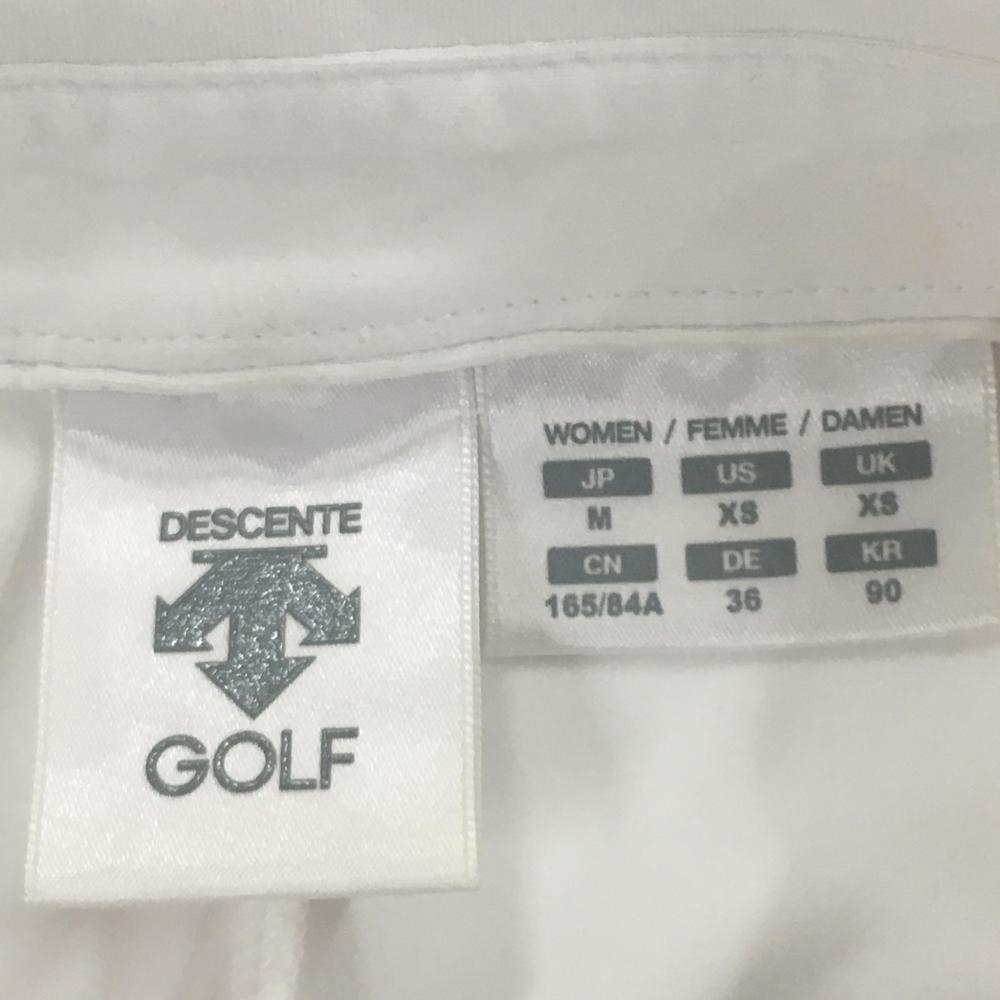 DESCENTE
GOLF
WOMEN / FEMME / DAMEN
JP US UK
M XS XS
CN DE KR
165/84A 36 90